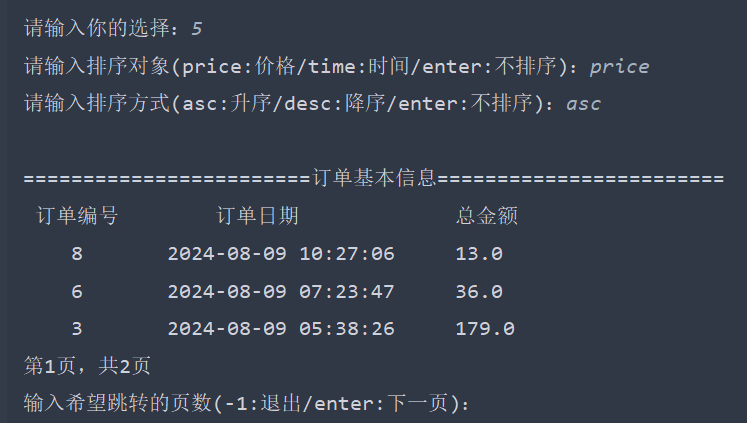 请输入你的选择：5
请输入排序对象(price:价格/time:时间/enter:不排序)：price
请输入排序方式(asc:升序/desc:降序/enter:不排序)：asc
========================订单基本信息========================
订单编号 订单日期 总金额
8 2024-08-09 10:27:06 13.0
6 2024-08-09 07:23:47 36.0
3 2024-08-09 05:38:26 179.0
第1页，共2页
输入希望跳转的页数(-1:退出/enter:下一页)：